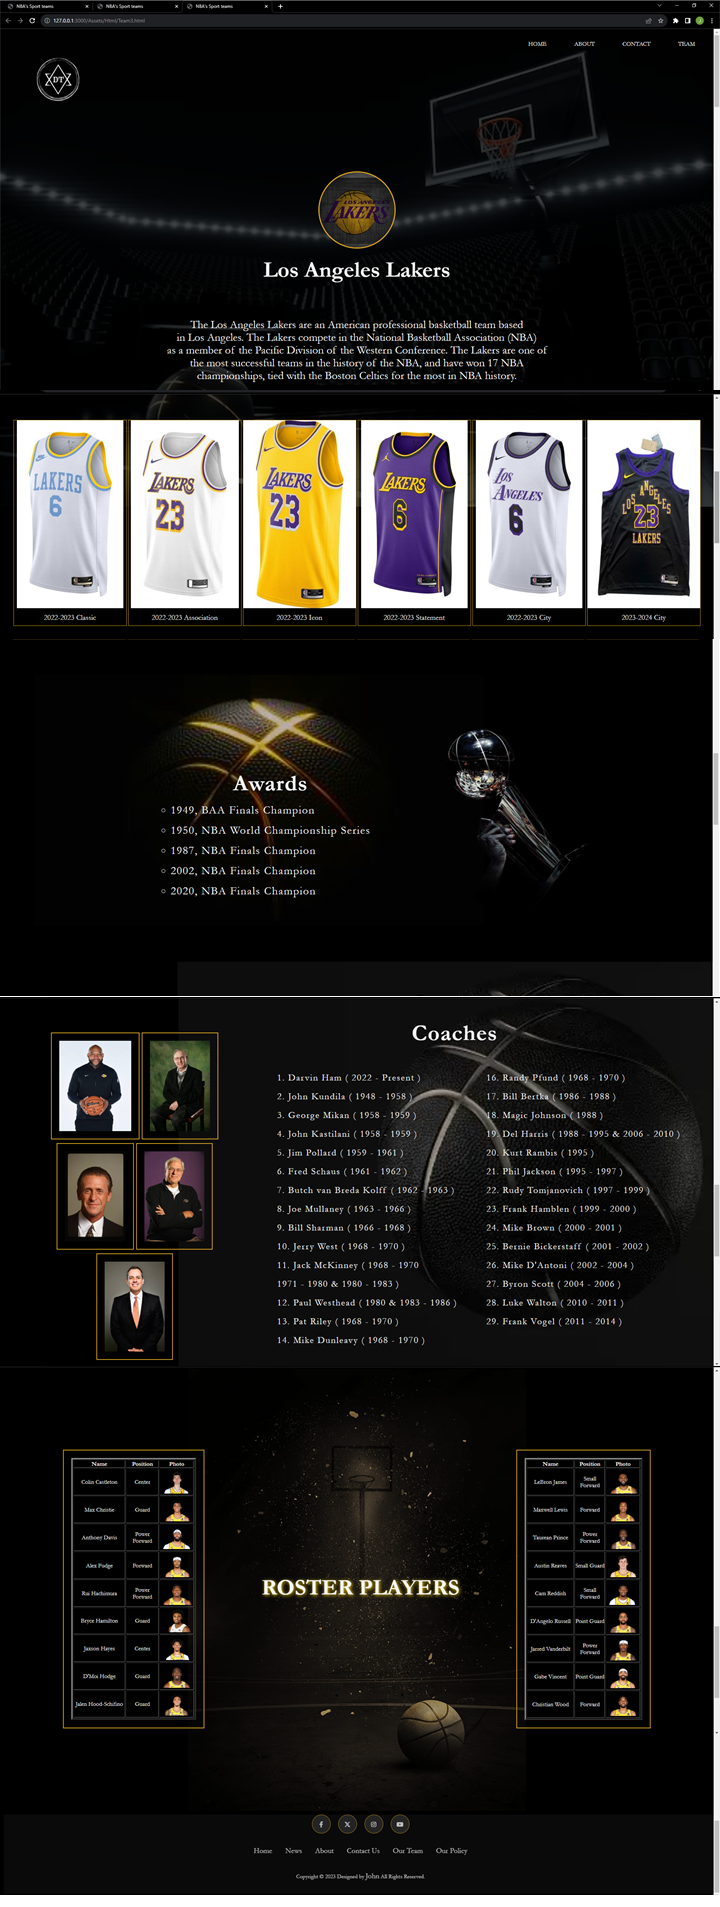 NBA's Sport teams
NBA's Sport teams
NBA's Sport teams
127.0.0.1:3000/Assets/Html/Team3.html
HOME ABOUT CONTACT TEAM
DT
LOS ANGELES
LAKERS
Los Angeles Lakers
The Los Angeles Lakers are an American professional basketball team based
in Los Angeles. The Lakers compete in the National Basketball Association (NBA)
as a member of the Pacific Division of the Western Conference. The Lakers are one of
the most successful teams in the history of the NBA, and have won 17 NBA
championships, tied with the Boston Celtics for the most in NBA history.
LAKERS
6
LAKERS
23
LAKERS
23
LAKERS
6
LOS
ANGELES
6
LOS ANGELES
23
LAKERS
2022-2023 Classic
2022-2023 Association
2022-2023 Icon
2022-2023 Statement
2022-2023 City
2023-2024 City
Awards
1949, BAA Finals Champion
1950, NBA World Championship Series
1987, NBA Finals Champion
2002, NBA Finals Champion
2020, NBA Finals Champion
Coaches
1. Darvin Ham ( 2022 - Present )
2. John Kundila ( 1948 - 1958 )
3. George Mikan ( 1958 - 1959 )
4. John Kastilani ( 1958 - 1959 )
5. Jim Pollard ( 1959 - 1961 )
6. Fred Schaus ( 1961 - 1962 )
7. Butch van Breda Kolff ( 1962 - 1963 )
8. Joe Mullaney ( 1963 - 1966 )
9. Bill Sharman ( 1966 - 1968 )
10. Jerry West ( 1968 - 1970 )
11. Jack McKinney ( 1968 - 1970
1971 - 1980 & 1980 - 1983 )
12. Paul Westhead ( 1980 & 1983 - 1986 )
13. Pat Riley ( 1968 - 1970 )
14. Mike Dunleavy ( 1968 - 1970 )
16. Randy Pfund ( 1968 - 1970 )
17. Bill Bertka ( 1986 - 1988 )
18. Magic Johnson ( 1988 )
19. Del Harris ( 1988 - 1995 & 2006 - 2010 )
20. Kurt Rambis ( 1995 )
21. Phil Jackson ( 1995 - 1997 )
22. Rudy Tomjanovich ( 1997 - 1999 )
23. Frank Hamblen ( 1999 - 2000 )
24. Mike Brown ( 2000 - 2001 )
25. Bernie Bickerstaff ( 2001 - 2002 )
26. Mike D'Antoni ( 2002 - 2004 )
27. Byron Scott ( 2004 - 2006 )
28. Luke Walton ( 2010 - 2011 )
29. Frank Vogel ( 2011 - 2014 )
Name Position Photo
Colin Castleton Center
Max Christie Guard
Anthony Davis Power Forward
Alex Fudge Forward
Rui Hachimura Power Forward
Bryce Hamilton Guard
Jaxson Hayes Center
D'Moi Hodge Guard
Jalen Hood-Schifino Guard
ROSTER PLAYERS
Name Position Photo
LeBron James Small Forward
Maxwell Lewis Forward
Taurean Prince Power Forward
Austin Reaves Small Guard
Cam Reddish Small Forward
D'Angelo Russell Point Guard
Jarred Vanderbilt Power Forward
Gabe Vincent Point Guard
Christian Wood Forward
Home News About Contact Us Our Team Our Policy
Copyright © 2023 Designed by John All Rights Reserved.